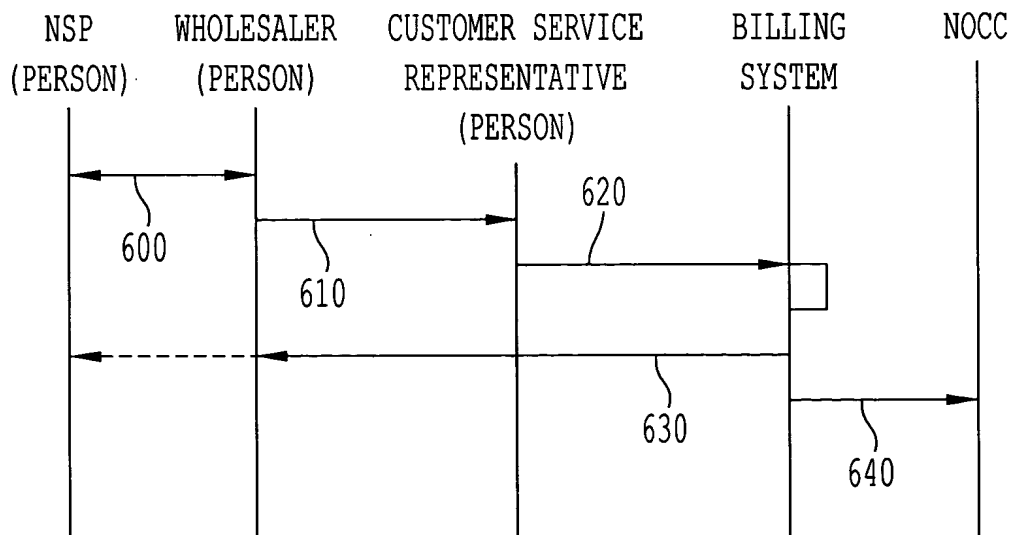 NSP
(PERSON)
WHOLESALER
(PERSON)
CUSTOMER SERVICE
REPRESENTATIVE
(PERSON)
BILLING
SYSTEM
NOCC
600
610
620
630
640